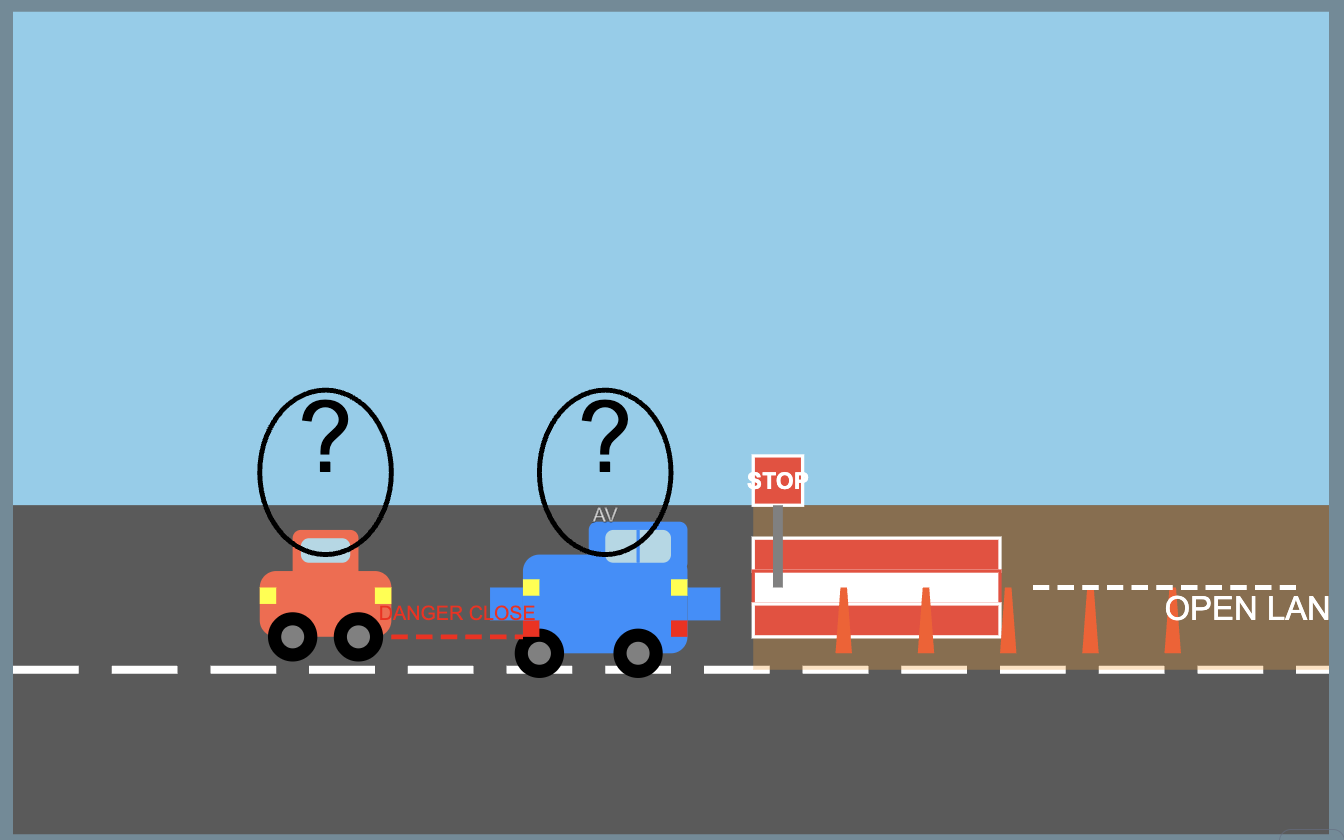 ?
?
STOP
AV
DANGER CLOSE
OPEN LAN